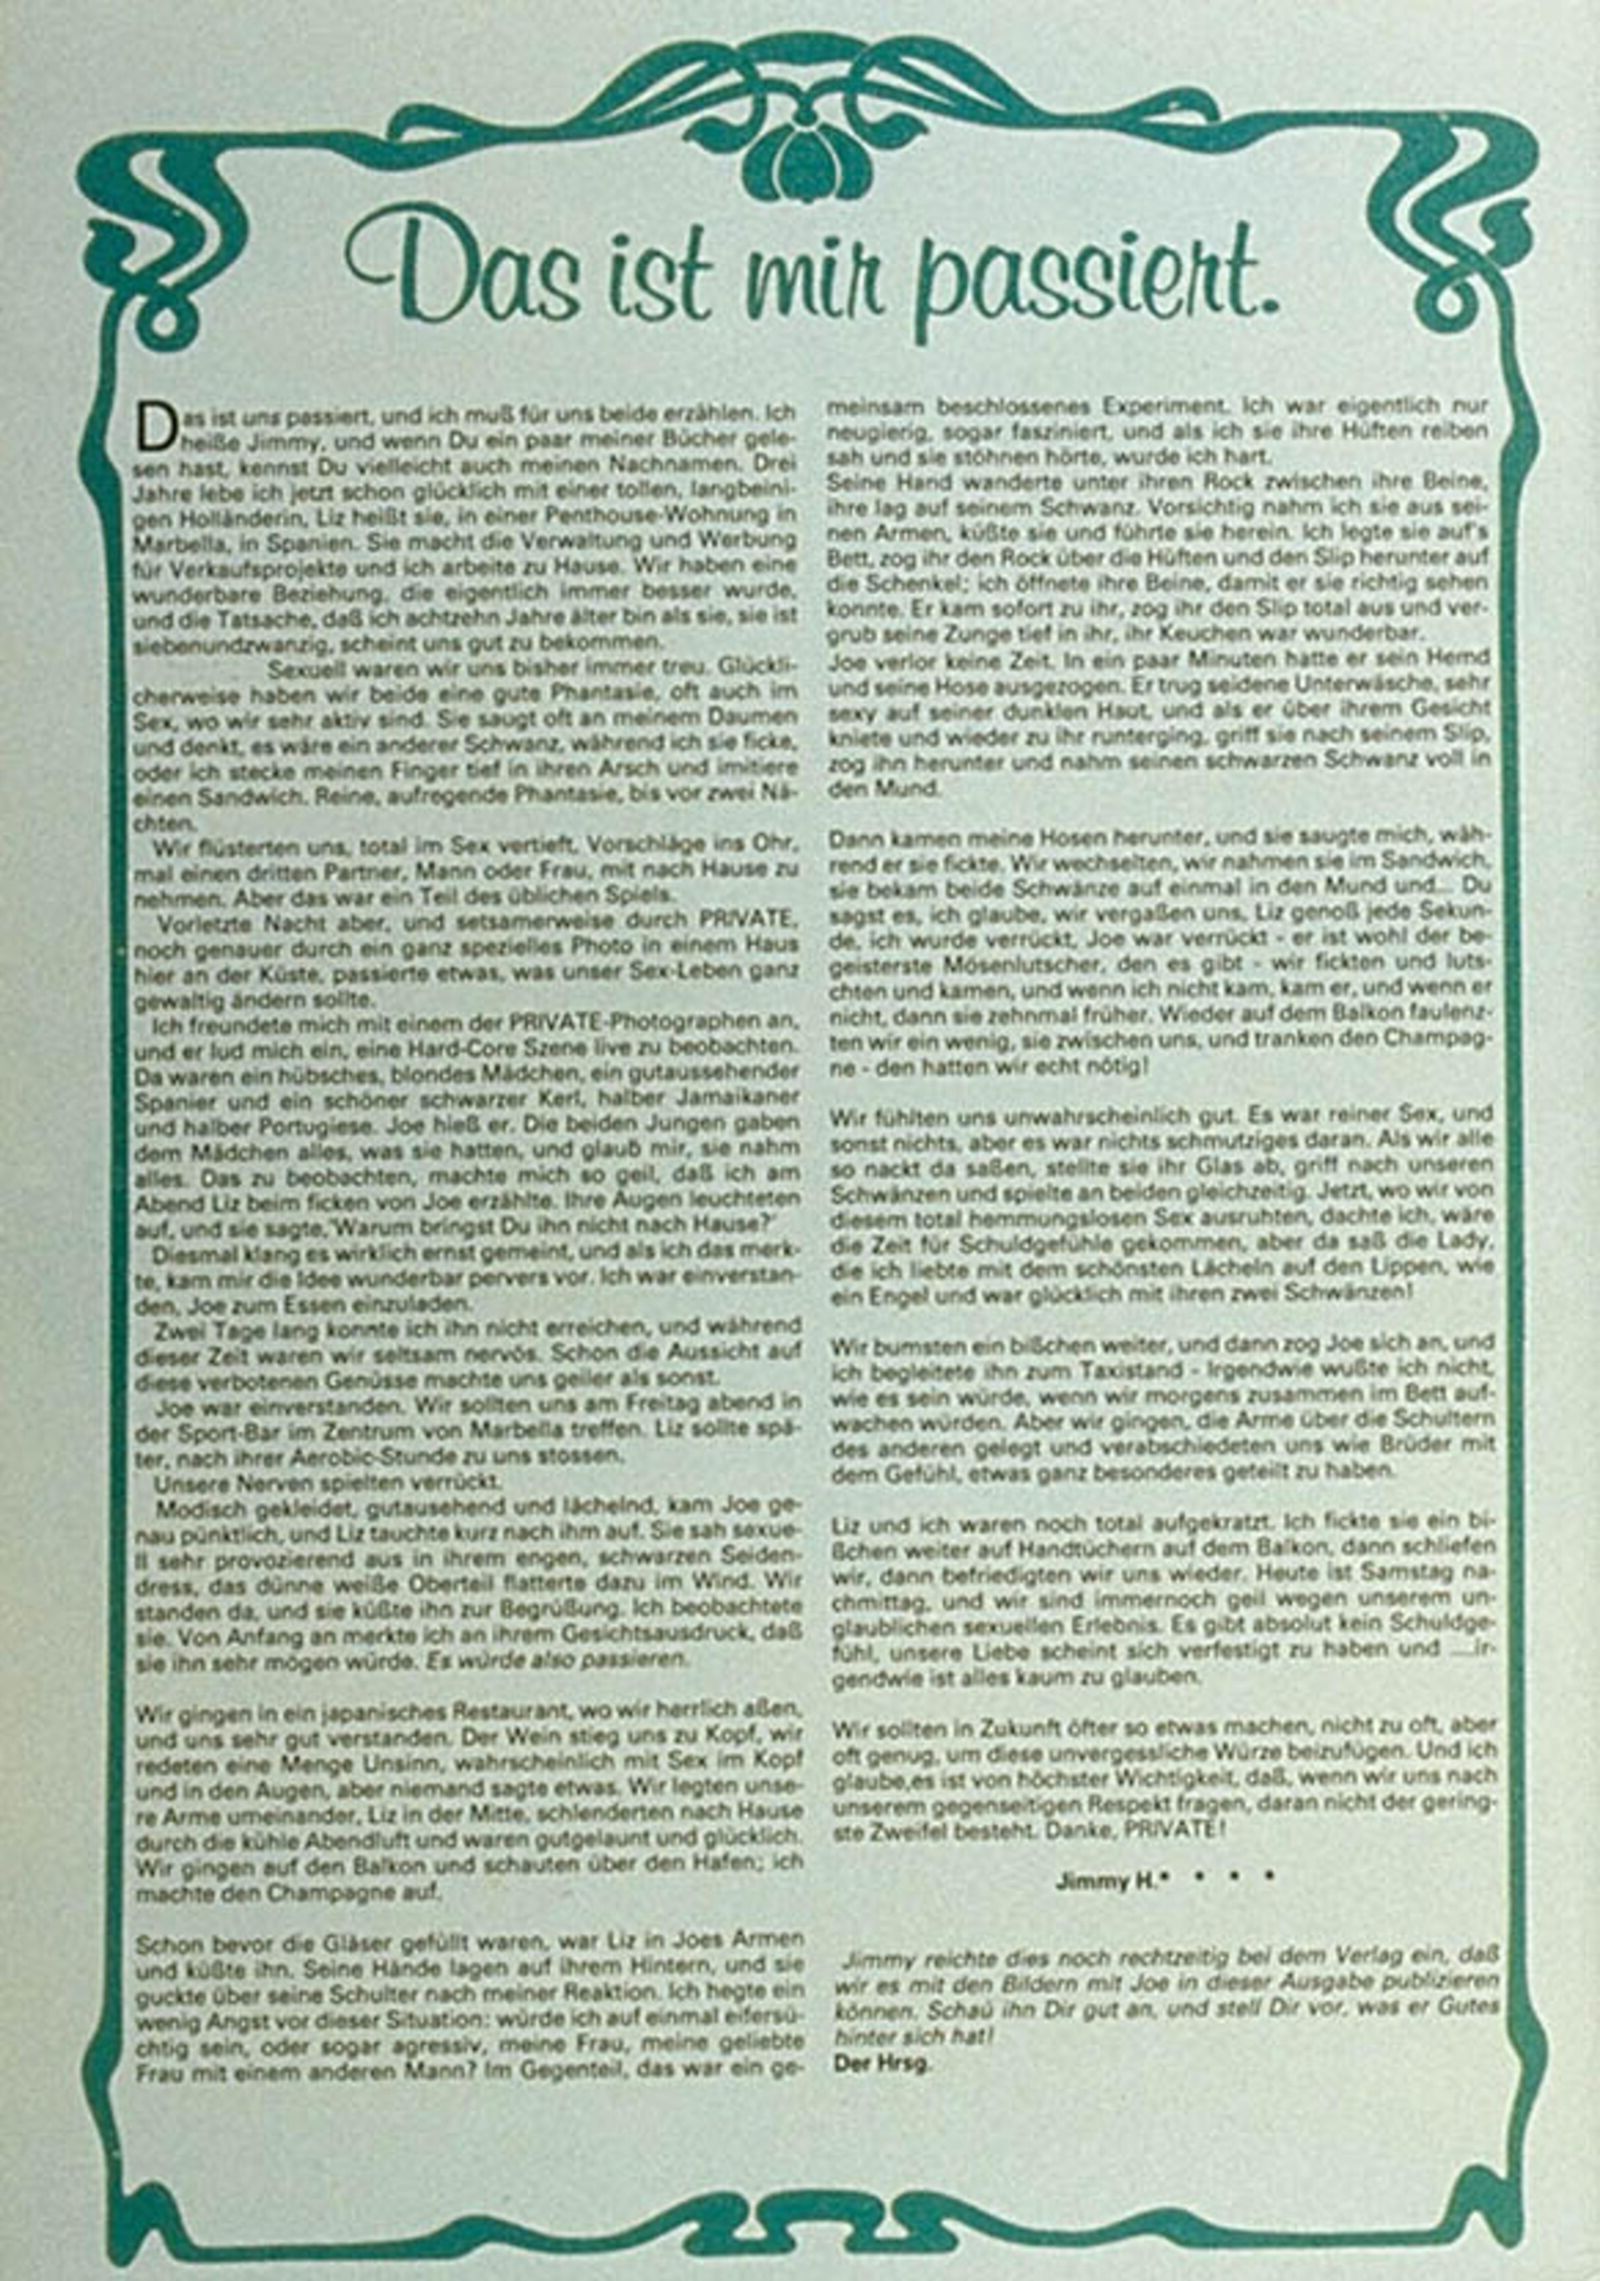 Das ist mir passiert.
Das ist uns passiert, und ich muß für uns beide erzählen. Ich
heiße Jimmy, und wenn Du ein paar meiner Bücher gele-
sen hast, kennst Du vielleicht auch meinen Nachnamen. Drei
Jahre lebe ich jetzt schon glücklich mit einer tollen, langbeini-
gen Holländerin, Liz heißt sie, in einer Penthouse-Wohnung in
Marbella, in Spanien. Sie macht die Verwaltung und Werbung
für Verkaufsprojekte und ich arbeite zu Hause. Wir haben eine
wunderbare Beziehung, die eigentlich immer besser wurde,
und die Tatsache, daß ich achtzehn Jahre älter bin als sie, sie ist
siebenundzwanzig, scheint uns gut zu bekommen.
Sexuell waren wir uns bisher immer treu. Glückli-
cherweise haben wir beide eine gute Phantasie, oft auch im
Sex, wo wir sehr aktiv sind. Sie saugt oft an meinem Daumen
und denkt, es wäre ein anderer Schwanz, während ich sie ficke,
oder ich stecke meinen Finger tief in ihren Arsch und imitiere
einen Sandwich. Reine, aufregende Phantasie, bis vor zwei Nä-
chten.
Wir flüsterten uns, total im Sex vertieft, Vorschläge ins Ohr,
mal einen dritten Partner, Mann oder Frau, mit nach Hause zu
nehmen. Aber das war ein Teil des üblichen Spiels.
Vorletzte Nacht aber, und setsamerweise durch PRIVATE,
noch genauer durch ein ganz spezielles Photo in einem Haus
hier an der Küste, passierte etwas, was unser Sex-Leben ganz
gewaltig ändern sollte.
Ich freundete mich mit einem der PRIVATE-Photographen an,
und er lud mich ein, eine Hard-Core Szene live zu beobachten.
Da waren ein hübsches, blondes Mädchen, ein gutaussehender
Spanier und ein schöner schwarzer Kerl, halber Jamaikaner
und halber Portugiese. Joe hieß er. Die beiden Jungen gaben
dem Mädchen alles, was sie hatten, und glaub mir, sie nahm
alles. Das zu beobachten, machte mich so geil, daß ich am
Abend Liz beim ficken von Joe erzählte. Ihre Augen leuchteten
auf, und sie sagte,'Warum bringst Du ihn nicht nach Hause?'
Diesmal klang es wirklich ernst gemeint, und als ich das merk-
te, kam mir die Idee wunderbar pervers vor. Ich war einverstan-
den, Joe zum Essen einzuladen.
Zwei Tage lang konnte ich ihn nicht erreichen, und während
dieser Zeit waren wir seltsam nervös. Schon die Aussicht auf
diese verbotenen Genüsse machte uns geiler als sonst.
Joe war einverstanden. Wir sollten uns am Freitag abend in
der Sport-Bar im Zentrum von Marbella treffen. Liz sollte spä-
ter, nach ihrer Aerobic-Stunde zu uns stossen.
Unsere Nerven spielten verrückt.
Modisch gekleidet, gutausehend und lächelnd, kam Joe ge-
nau pünktlich, und Liz tauchte kurz nach ihm auf. Sie sah sexue-
ll sehr provozierend aus in ihrem engen, schwarzen Seiden-
dress, das dünne weiße Oberteil flatterte dazu im Wind. Wir
standen da, und sie küßte ihn zur Begrüßung. Ich beobachtete
sie. Von Anfang an merkte ich an ihrem Gesichtsausdruck, daß
sie ihn sehr mögen würde. Es würde also passieren.
Wir gingen in ein japanisches Restaurant, wo wir herrlich aßen,
und uns sehr gut verstanden. Der Wein stieg uns zu Kopf, wir
redeten eine Menge Unsinn, wahrscheinlich mit Sex im Kopf
und in den Augen, aber niemand sagte etwas. Wir legten unse-
re Arme umeinander, Liz in der Mitte, schlenderten nach Hause
durch die kühle Abendluft und waren gutgelaunt und glücklich.
Wir gingen auf den Balkon und schauten über den Hafen; ich
machte den Champagne auf.
Schon bevor die Gläser gefüllt waren, war Liz in Joes Armen
und küßte ihn. Seine Hände lagen auf ihrem Hintern, und sie
guckte über seine Schulter nach meiner Reaktion. Ich hegte ein
wenig Angst vor dieser Situation: würde ich auf einmal eifersü-
chtig sein, oder sogar agressiv, meine Frau, meine geliebte
Frau mit einem anderen Mann? Im Gegenteil, das war ein ge-
meinsam beschlossenes Experiment. Ich war eigentlich nur
neugierig, sogar fasziniert, und als ich sie ihre Hüften reiben
sah und sie stöhnen hörte, wurde ich hart.
Seine Hand wanderte unter ihren Rock zwischen ihre Beine,
ihre lag auf seinem Schwanz. Vorsichtig nahm ich sie aus sei-
nen Armen, küßte sie und führte sie herein. Ich legte sie auf's
Bett, zog ihr den Rock über die Hüften und den Slip herunter auf
die Schenkel; ich öffnete ihre Beine, damit er sie richtig sehen
konnte. Er kam sofort zu ihr, zog ihr den Slip total aus und ver-
grub seine Zunge tief in ihr, ihr Keuchen war wunderbar.
Joe verlor keine Zeit. In ein paar Minuten hatte er sein Hemd
und seine Hose ausgezogen. Er trug seidene Unterwäsche, sehr
sexy auf seiner dunklen Haut, und als er über ihrem Gesicht
kniete und wieder zu ihr runterging, griff sie nach seinem Slip,
zog ihn herunter und nahm seinen schwarzen Schwanz voll in
den Mund.
Dann kamen meine Hosen herunter, und sie saugte mich, wäh-
rend er sie fickte. Wir wechselten, wir nahmen sie im Sandwich,
sie bekam beide Schwänze auf einmal in den Mund und... Du
sagst es, ich glaube, wir vergaßen uns, Liz genoß jede Sekun-
de, ich wurde verrückt, Joe war verrückt - er ist wohl der be-
geisterste Mösenlutscher, den es gibt - wir fickten und luts-
chten und kamen, und wenn ich nicht kam, kam er, und wenn er
nicht, dann sie zehnmal früher. Wieder auf dem Balkon faulenz-
ten wir ein wenig, sie zwischen uns, und tranken den Champag-
ne - den hatten wir echt nötig!
Wir fühlten uns unwahrscheinlich gut. Es war reiner Sex, und
sonst nichts, aber es war nichts schmutziges daran. Als wir alle
so nackt da saßen, stellte sie ihr Glas ab, griff nach unseren
Schwänzen und spielte an beiden gleichzeitig. Jetzt, wo wir von
diesem total hemmungslosen Sex ausruhten, dachte ich, wäre
die Zeit für Schuldgefühle gekommen, aber da saß die Lady,
die ich liebte mit dem schönsten Lächeln auf den Lippen, wie
ein Engel und war glücklich mit ihren zwei Schwänzen!
Wir bumsten ein bißchen weiter, und dann zog Joe sich an, und
ich begleitete ihn zum Taxistand - Irgendwie wußte ich nicht,
wie es sein würde, wenn wir morgens zusammen im Bett auf-
wachen würden. Aber wir gingen, die Arme über die Schultern
des anderen gelegt und verabschiedeten uns wie Brüder mit
dem Gefühl, etwas ganz besonderes geteilt zu haben.
Liz und ich waren noch total aufgekratzt. Ich fickte sie ein bi-
ßchen weiter auf Handtüchern auf dem Balkon, dann schliefen
wir, dann befriedigten wir uns wieder. Heute ist Samstag na-
chmittag, und wir sind immernoch geil wegen unserem un-
glaublichen sexuellen Erlebnis. Es gibt absolut kein Schuldge-
fühl, unsere Liebe scheint sich verfestigt zu haben und ....ir-
gendwie ist alles kaum zu glauben.
Wir sollten in Zukunft öfter so etwas machen, nicht zu oft, aber
oft genug, um diese unvergessliche Würze beizufügen. Und ich
glaube,es ist von höchster Wichtigkeit, daß, wenn wir uns nach
unserem gegenseitigen Respekt fragen, daran nicht der gering-
ste Zweifel besteht. Danke, PRIVATE!
Jimmy H.* * * *
Jimmy reichte dies noch rechtzeitig bei dem Verlag ein, daß
wir es mit den Bildern mit Joe in dieser Ausgabe publizieren
können. Schau ihn Dir gut an, und stell Dir vor, was er Gutes
hinter sich hat!
Der Hrsg.